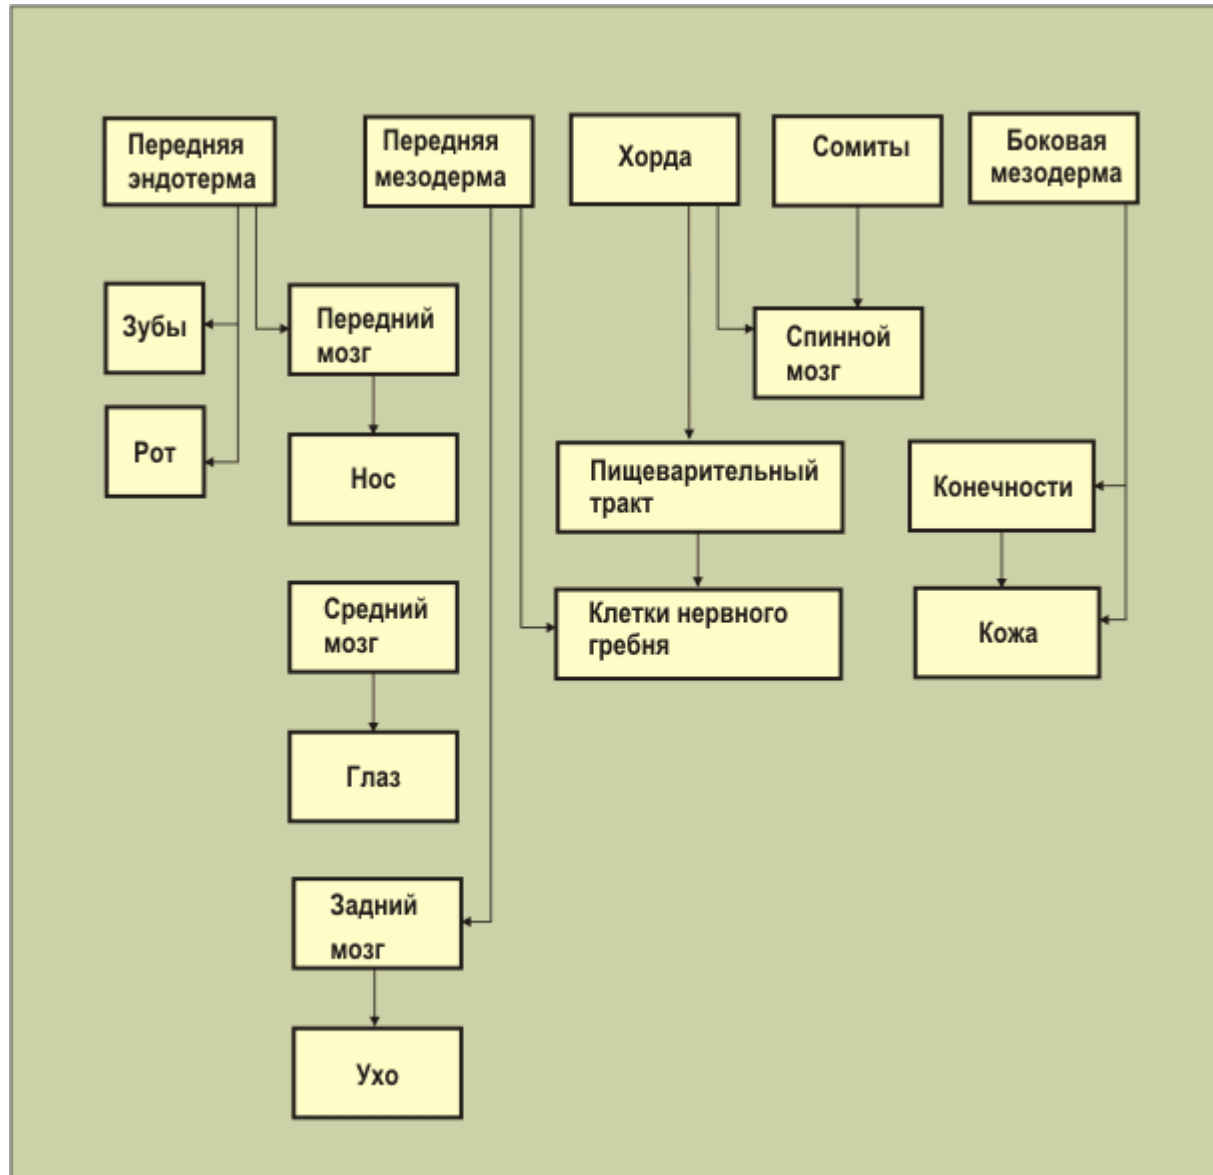 Передняя
эндотерма
Передняя
мезодерма
Хорда
Сомиты
Боковая
мезодерма
Зубы
Передний
мозг
Спинной
мозг
Рот
Нос
Пищеварительный
тракт
Конечности
Средний
мозг
Клетки нервного
гребня
Кожа
Глаз
Задний
мозг
Ухо